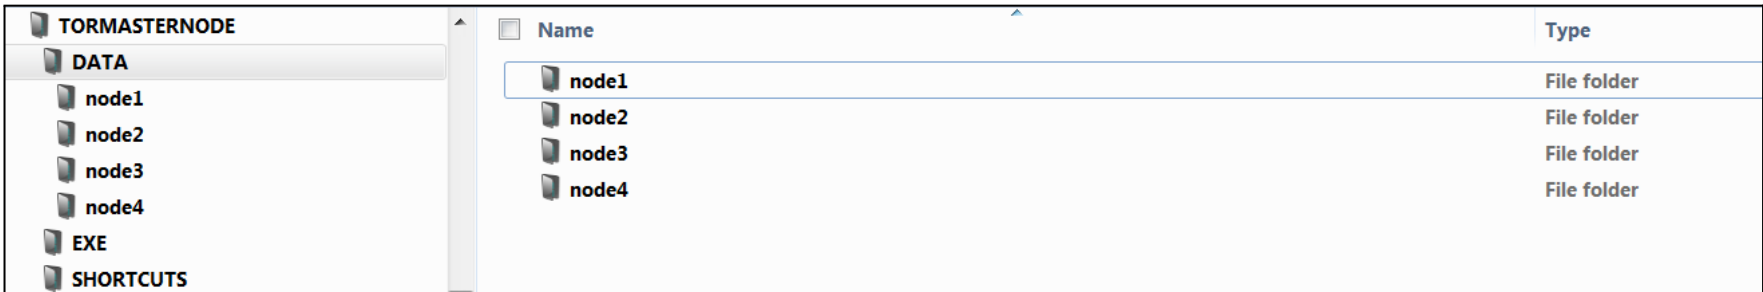 TORMASTERNODE
DATA
node1
node2
node3
node4
EXE
SHORTCUTS
Name Type
node1 File folder
node2 File folder
node3 File folder
node4 File folder